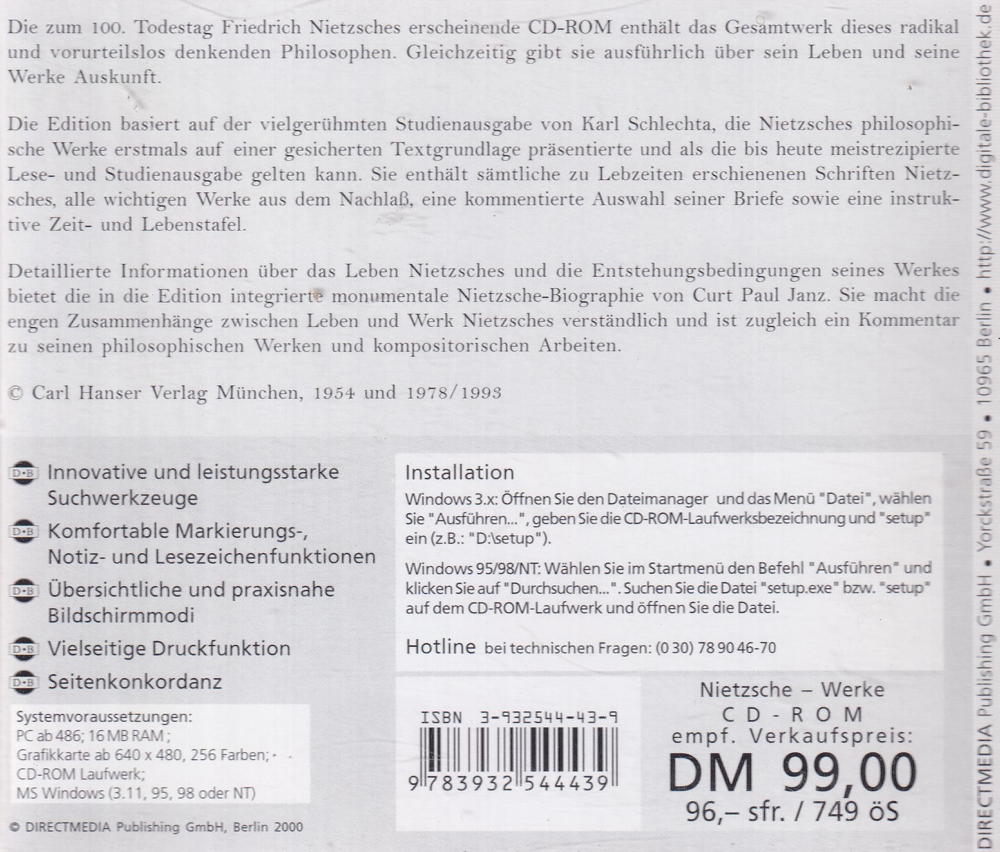 Die zum 100. Todestag Friedrich Nietzsches erscheinende CD-ROM enthält das Gesamtwerk dieses radikal
und vorurteilslos denkenden Philosophen. Gleichzeitig gibt sie ausführlich über sein Leben und seine
Werke Auskunft.
Die Edition basiert auf der vielgerühmten Studienausgabe von Karl Schlechta, die Nietzsches philosophi-
sche Werke erstmals auf einer gesicherten Textgrundlage präsentierte und als die bis heute meistrezipierte
Lese- und Studienausgabe gelten kann. Sie enthält sämtliche zu Lebzeiten erschienenen Schriften Nietz-
sches, alle wichtigen Werke aus dem Nachlaß, eine kommentierte Auswahl seiner Briefe sowie eine instruk-
tive Zeit- und Lebenstafel.
Detaillierte Informationen über das Leben Nietzsches und die Entstehungsbedingungen seines Werkes
bietet die in die Edition integrierte monumentale Nietzsche-Biographie von Curt Paul Janz. Sie macht die
engen Zusammenhänge zwischen Leben und Werk Nietzsches verständlich und ist zugleich ein Kommentar
zu seinen philosophischen Werken und kompositorischen Arbeiten.
© Carl Hanser Verlag München, 1954 und 1978/1993
D·B Innovative und leistungsstarke
Suchwerkzeuge
D·B Komfortable Markierungs-,
Notiz- und Lesezeichenfunktionen
D·B Übersichtliche und praxisnahe
Bildschirmmodi
D·B Vielseitige Druckfunktion
D·B Seitenkonkordanz
Systemvoraussetzungen:
PC ab 486; 16 MB RAM;
Grafikkarte ab 640 x 480, 256 Farben;
CD-ROM Laufwerk;
MS Windows (3.11, 95, 98 oder NT)
© DIRECTMEDIA Publishing GmbH, Berlin 2000
Installation
Windows 3.x: Öffnen Sie den Dateimanager und das Menü "Datei", wählen
Sie "Ausführen...", geben Sie die CD-ROM-Laufwerksbezeichnung und "setup"
ein (z.B.: "D:\setup").
Windows 95/98/NT: Wählen Sie im Startmenü den Befehl "Ausführen" und
klicken Sie auf "Durchsuchen...". Suchen Sie die Datei "setup.exe" bzw. "setup"
auf dem CD-ROM-Laufwerk und öffnen Sie die Datei.
Hotline bei technischen Fragen: (0 30) 78 90 46-70
ISBN 3-932544-43-9
9 783932 544439
Nietzsche – Werke
CD-ROM
empf. Verkaufspreis:
DM 99,00
96,– sfr. / 749 öS
DIRECTMEDIA Publishing GmbH • Yorckstraße 59 • 10965 Berlin • http://www.digitale-bibliothek.de